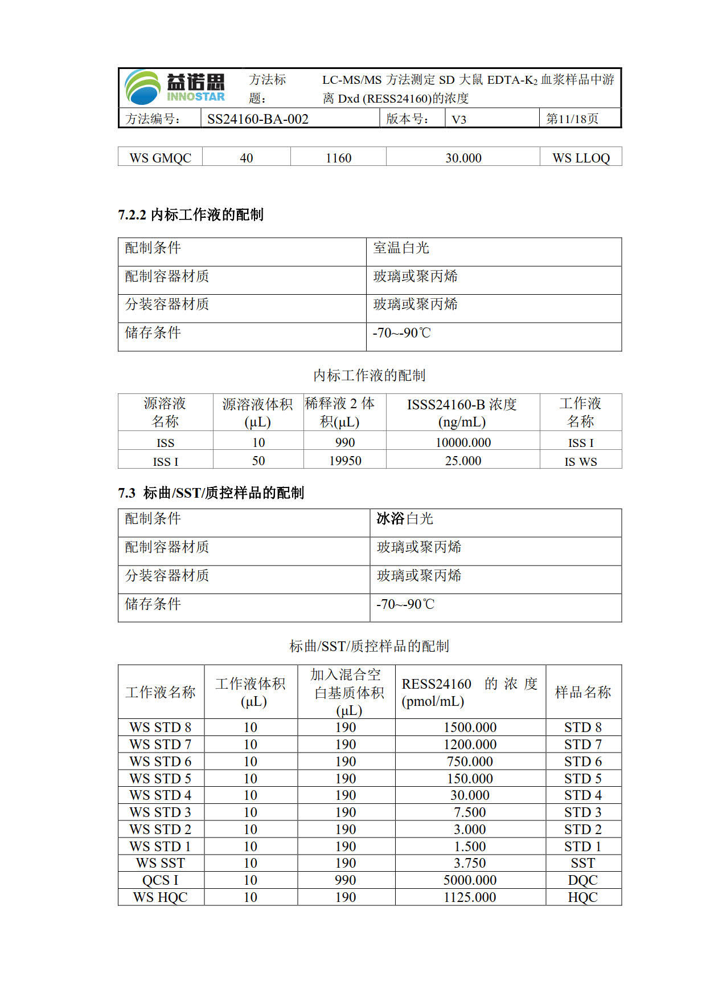 益诺思
INNOSTAR
方法标题：
LC-MS/MS 方法测定 SD 大鼠 EDTA-K2 血浆样品中游
离 Dxd (RESS24160)的浓度
方法编号： SS24160-BA-002 版本号： V3 第11/18页
WS GMQC 40 1160 30.000 WS LLOQ
7.2.2 内标工作液的配制
配制条件 室温白光
配制容器材质 玻璃或聚丙烯
分装容器材质 玻璃或聚丙烯
储存条件 -70~-90℃
内标工作液的配制
源溶液名称 源溶液体积(μL) 稀释液 2 体积(μL) ISSS24160-B 浓度(ng/mL) 工作液名称
ISS 10 990 10000.000 ISS I
ISS I 50 19950 25.000 IS WS
7.3 标曲/SST/质控样品的配制
配制条件 冰浴白光
配制容器材质 玻璃或聚丙烯
分装容器材质 玻璃或聚丙烯
储存条件 -70~-90℃
标曲/SST/质控样品的配制
工作液名称 工作液体积(μL) 加入混合空白基质体积(μL) RESS24160 的浓度(pmol/mL) 样品名称
WS STD 8 10 190 1500.000 STD 8
WS STD 7 10 190 1200.000 STD 7
WS STD 6 10 190 750.000 STD 6
WS STD 5 10 190 150.000 STD 5
WS STD 4 10 190 30.000 STD 4
WS STD 3 10 190 7.500 STD 3
WS STD 2 10 190 3.000 STD 2
WS STD 1 10 190 1.500 STD 1
WS SST 10 190 3.750 SST
QCS I 10 990 5000.000 DQC
WS HQC 10 190 1125.000 HQC